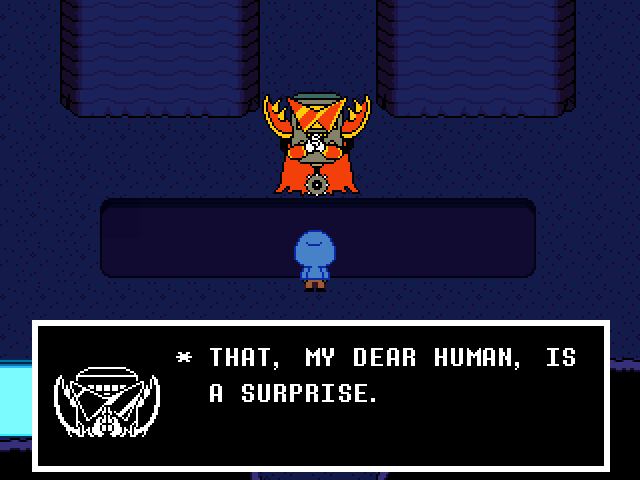 * THAT, MY DEAR HUMAN, IS
A SURPRISE.